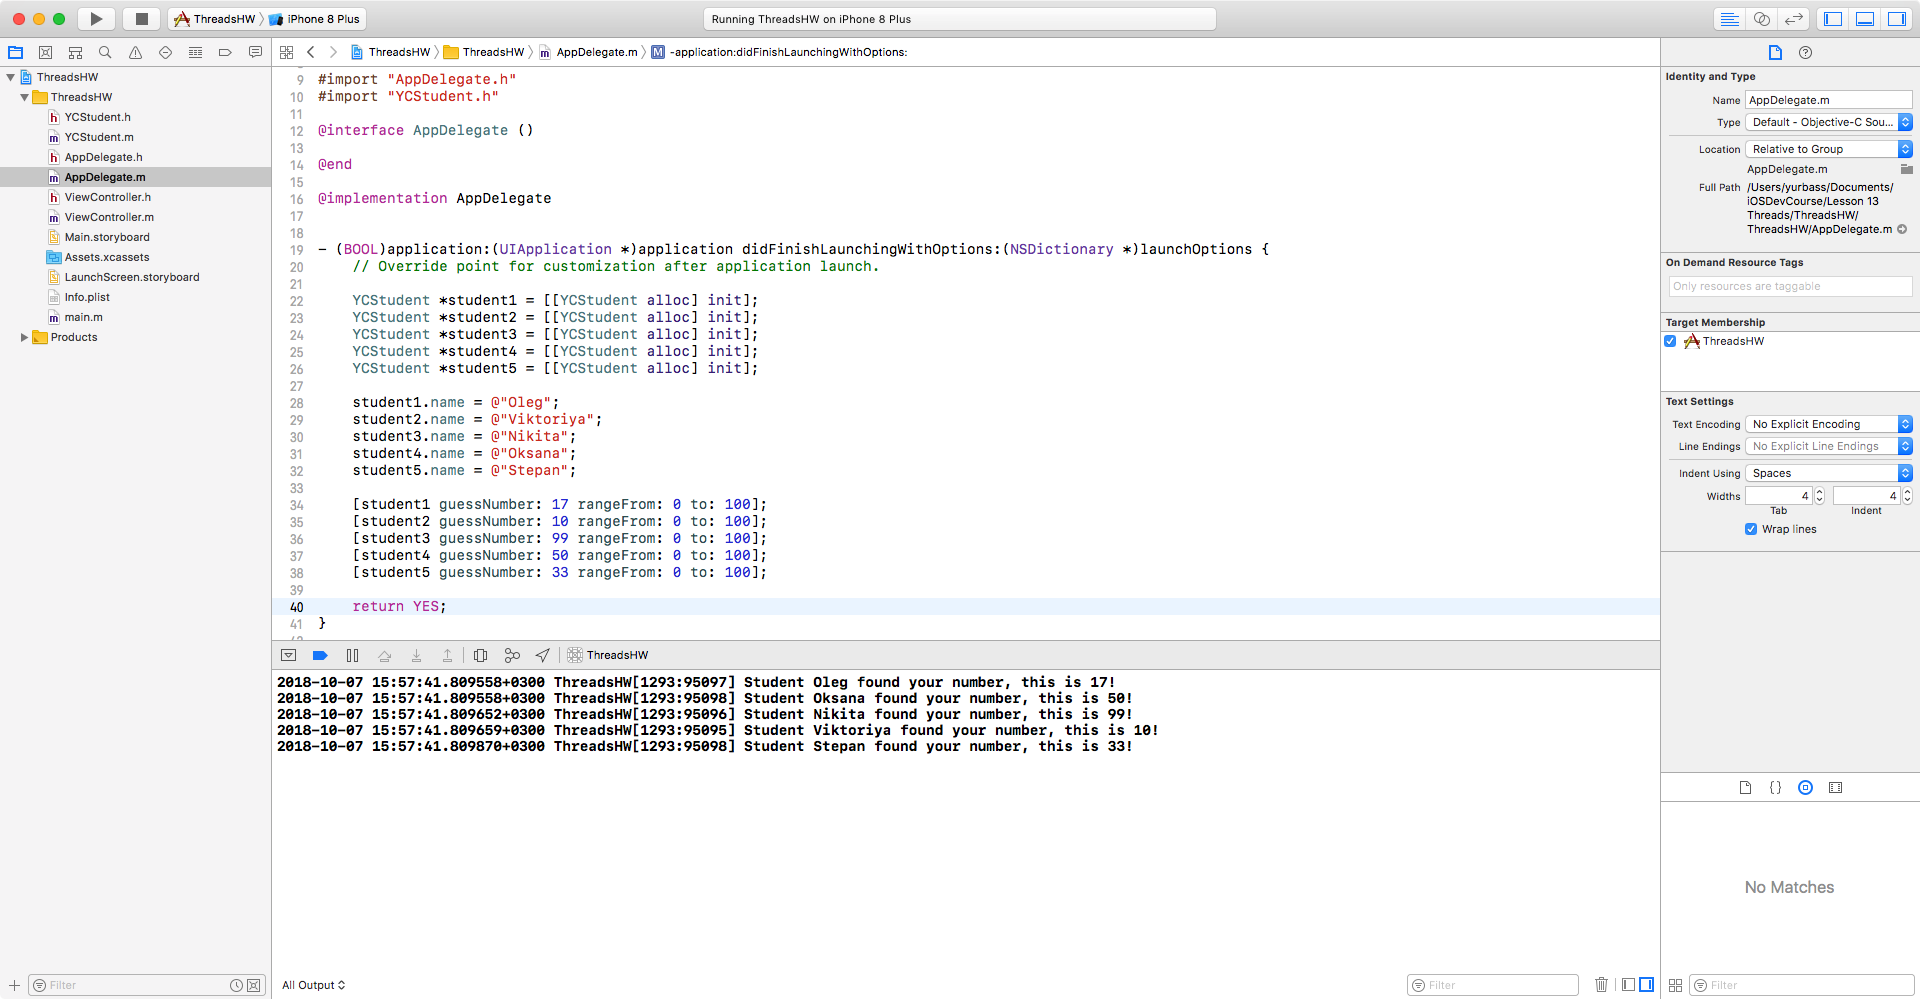 ThreadsHW
iPhone 8 Plus
Running ThreadsHW on iPhone 8 Plus
ThreadsHW
ThreadsHW
h YCStudent.h
m YCStudent.m
h AppDelegate.h
m AppDelegate.m
h ViewController.h
m ViewController.m
Main.storyboard
Assets.xcassets
LaunchScreen.storyboard
Info.plist
m main.m
Products
Filter
ThreadsHW
ThreadsHW
m AppDelegate.m
M -application:didFinishLaunchingWithOptions:
9 #import "AppDelegate.h"
10 #import "YCStudent.h"
11
12 @interface AppDelegate ()
13
14 @end
15
16 @implementation AppDelegate
17
18
19 - (BOOL)application:(UIApplication *)application didFinishLaunchingWithOptions:(NSDictionary *)launchOptions {
20 // Override point for customization after application launch.
21
22 YCStudent *student1 = [[YCStudent alloc] init];
23 YCStudent *student2 = [[YCStudent alloc] init];
24 YCStudent *student3 = [[YCStudent alloc] init];
25 YCStudent *student4 = [[YCStudent alloc] init];
26 YCStudent *student5 = [[YCStudent alloc] init];
27
28 student1.name = @"Oleg";
29 student2.name = @"Viktoriya";
30 student3.name = @"Nikita";
31 student4.name = @"Oksana";
32 student5.name = @"Stepan";
33
34 [student1 guessNumber: 17 rangeFrom: 0 to: 100];
35 [student2 guessNumber: 10 rangeFrom: 0 to: 100];
36 [student3 guessNumber: 99 rangeFrom: 0 to: 100];
37 [student4 guessNumber: 50 rangeFrom: 0 to: 100];
38 [student5 guessNumber: 33 rangeFrom: 0 to: 100];
39
40 return YES;
41 }
ThreadsHW
2018-10-07 15:57:41.809558+0300 ThreadsHW[1293:95097] Student Oleg found your number, this is 17!
2018-10-07 15:57:41.809558+0300 ThreadsHW[1293:95098] Student Oksana found your number, this is 50!
2018-10-07 15:57:41.809652+0300 ThreadsHW[1293:95096] Student Nikita found your number, this is 99!
2018-10-07 15:57:41.809659+0300 ThreadsHW[1293:95095] Student Viktoriya found your number, this is 10!
2018-10-07 15:57:41.809870+0300 ThreadsHW[1293:95098] Student Stepan found your number, this is 33!
All Output
Filter
Identity and Type
Name AppDelegate.m
Type Default - Objective-C Sou...
Location Relative to Group
AppDelegate.m
Full Path /Users/yurbass/Documents/
iOSDevCourse/Lesson 13
Threads/ThreadsHW/
ThreadsHW/AppDelegate.m
On Demand Resource Tags
Only resources are taggable
Target Membership
ThreadsHW
Text Settings
Text Encoding No Explicit Encoding
Line Endings No Explicit Line Endings
Indent Using Spaces
Widths 4 4
Tab Indent
Wrap lines
No Matches
Filter